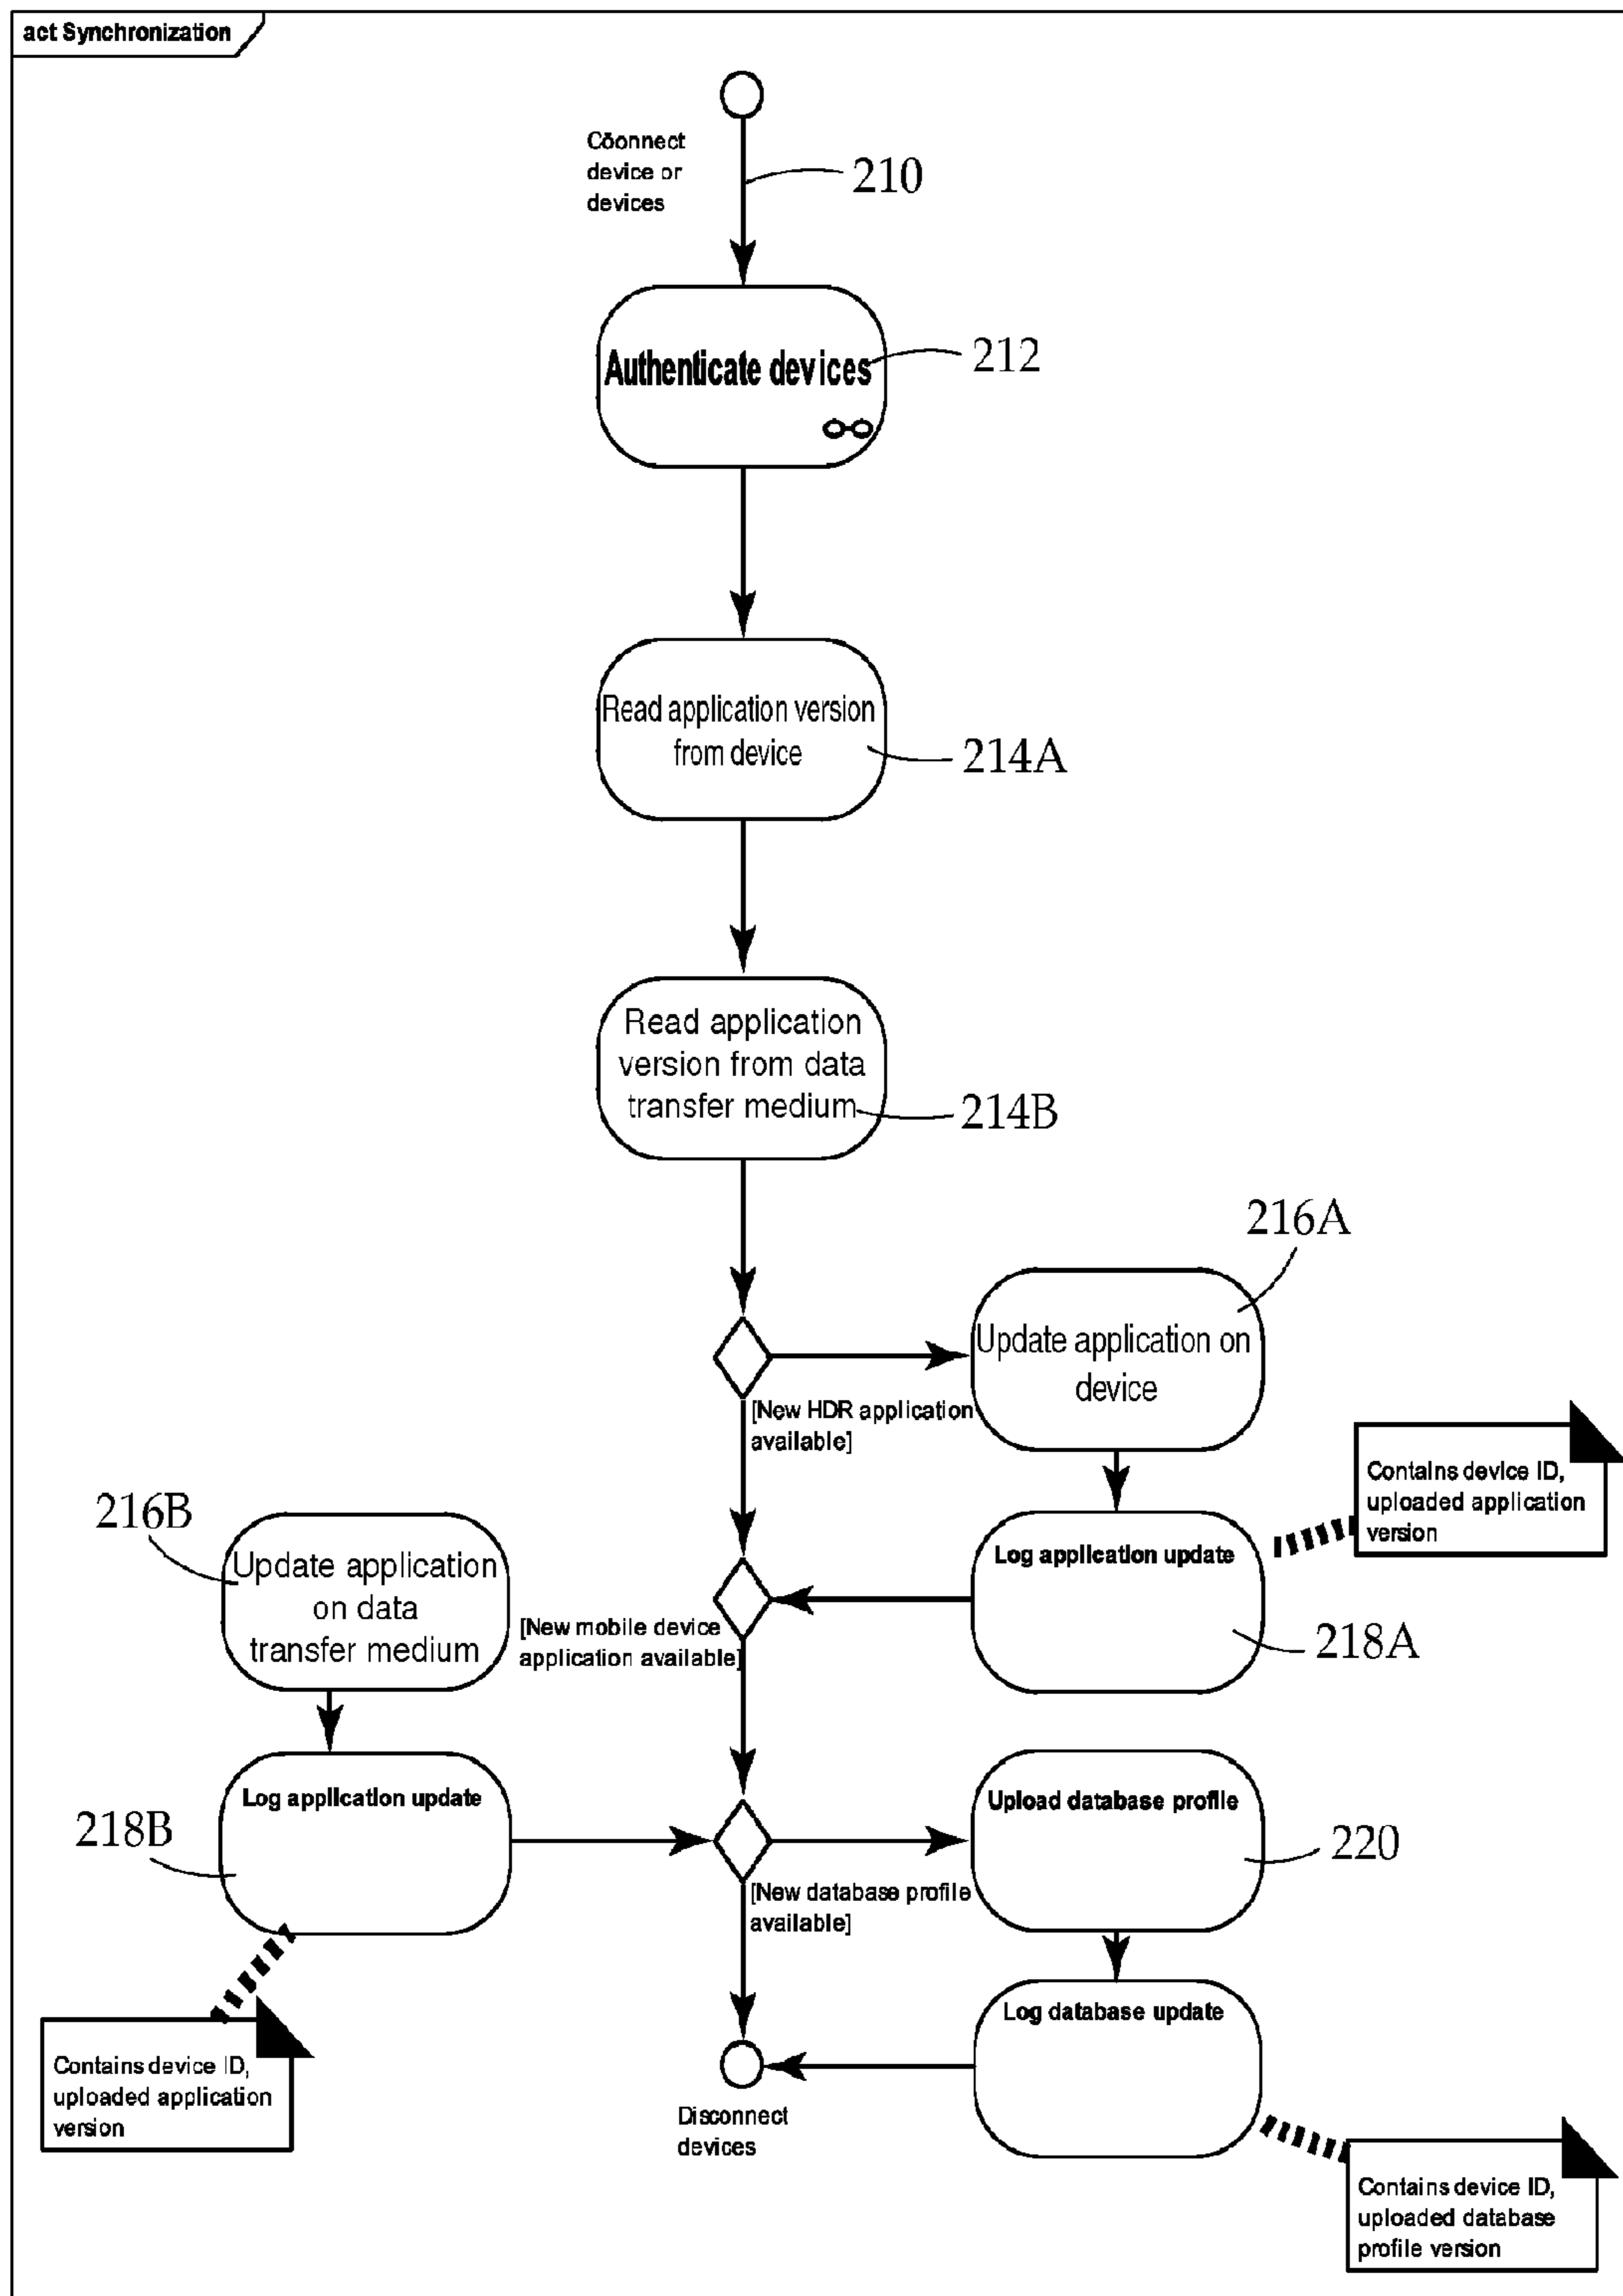 act Synchronization
Cōonnect
device or
devices
210
Authenticate devices
212
Read application version
from device
214A
Read application
version from data
transfer medium
214B
216A
Update application on
device
[New HDR application
available]
Contains device ID,
uploaded application
version
216B
Update application
on data
transfer medium
[New mobile device
application available]
Log application update
218A
Log application update
218B
Upload database profile
220
[New database profile
available]
Log database update
Contains device ID,
uploaded application
version
Disconnect
devices
Contains device ID,
uploaded database
profile version